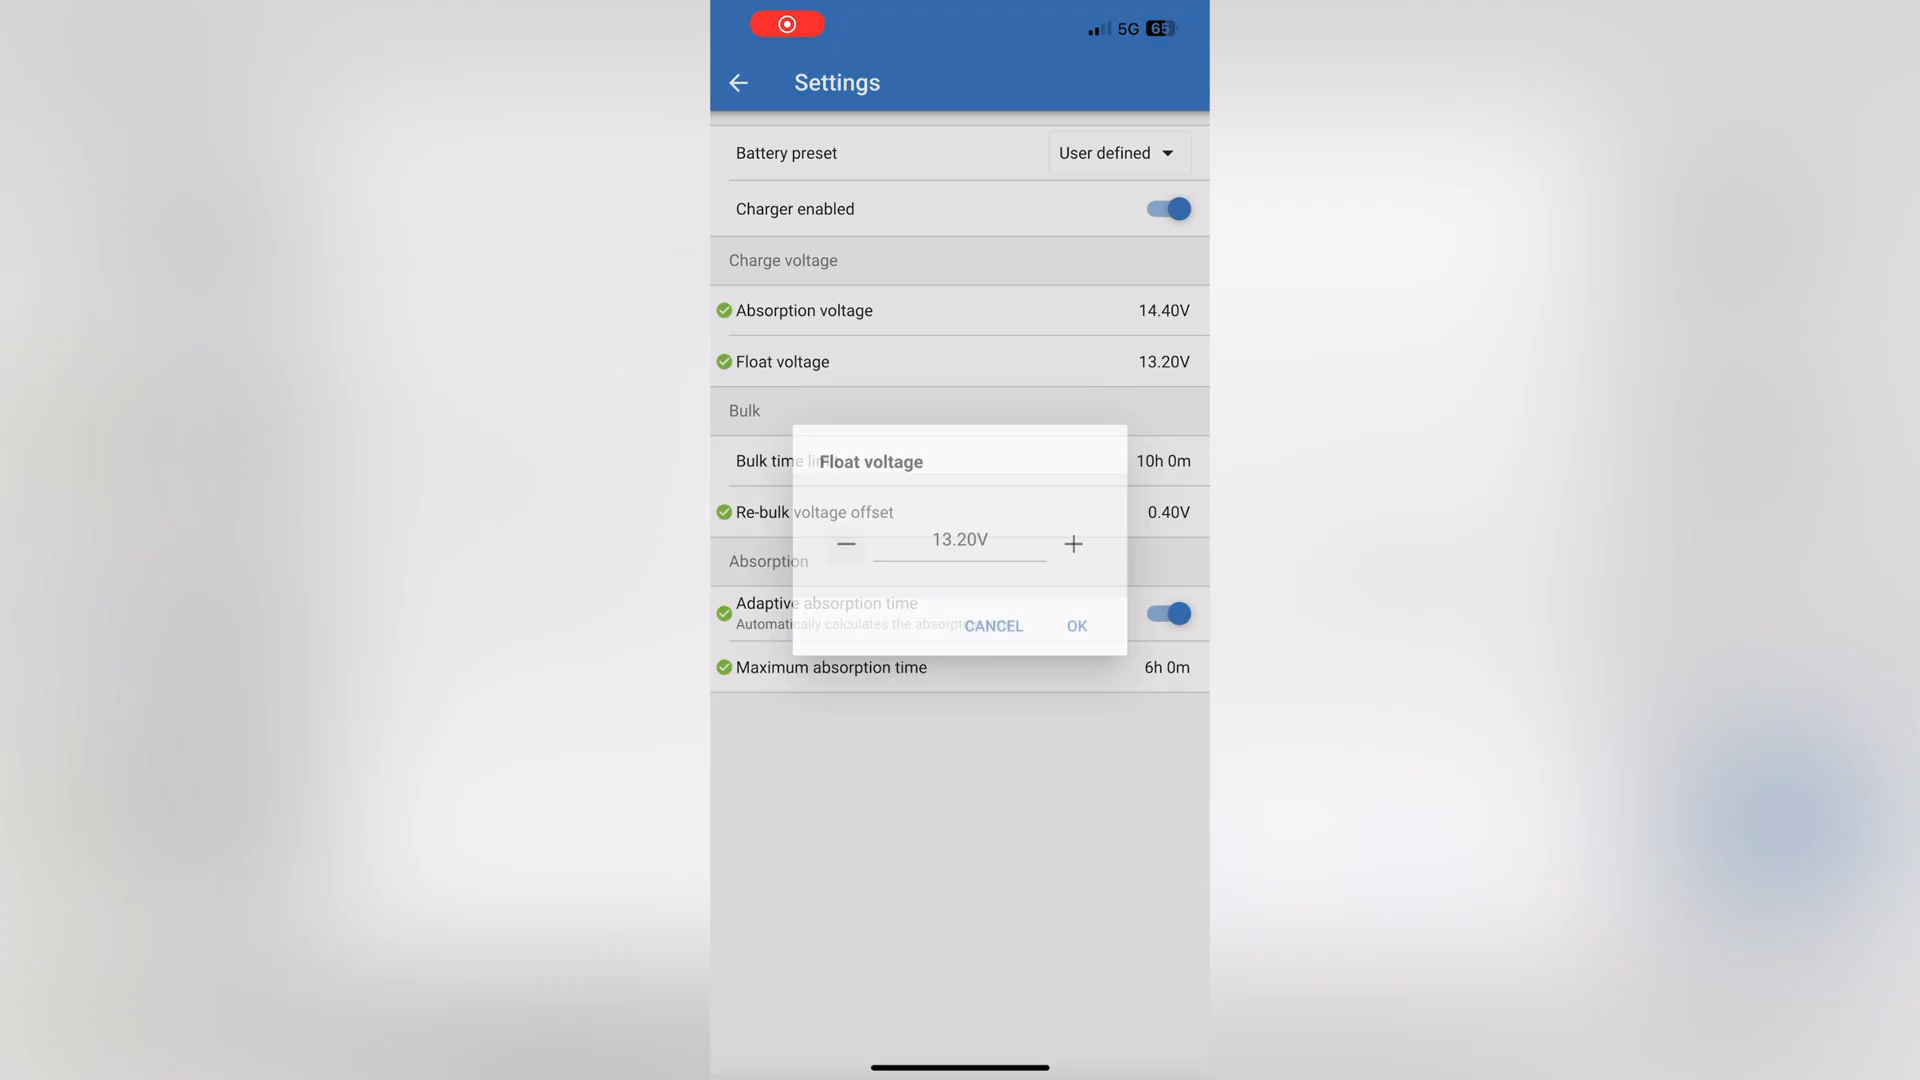 5G 65
Settings
Battery preset User defined
Charger enabled
Charge voltage
Absorption voltage 14.40V
Float voltage 13.20V
Bulk
Bulk time 10h 0m
Float voltage
Re-bulk voltage offset 0.40V
13.20V
Absorption
Adaptive absorption time
Automatically calculates the
CANCEL OK
Maximum absorption time 6h 0m